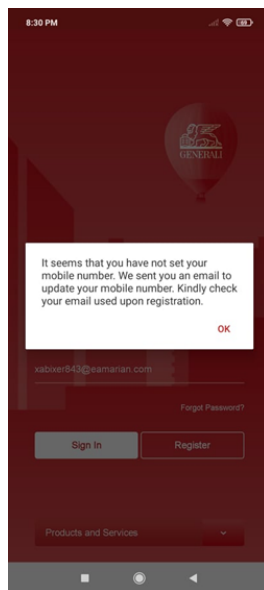 8:30 PM
69
GENERALI
It seems that you have not set your
mobile number. We sent you an email to
update your mobile number. Kindly check
your email used upon registration.
OK
xabixer843@eamarian.com
Forgot Password?
Sign In
Register
Products and Services